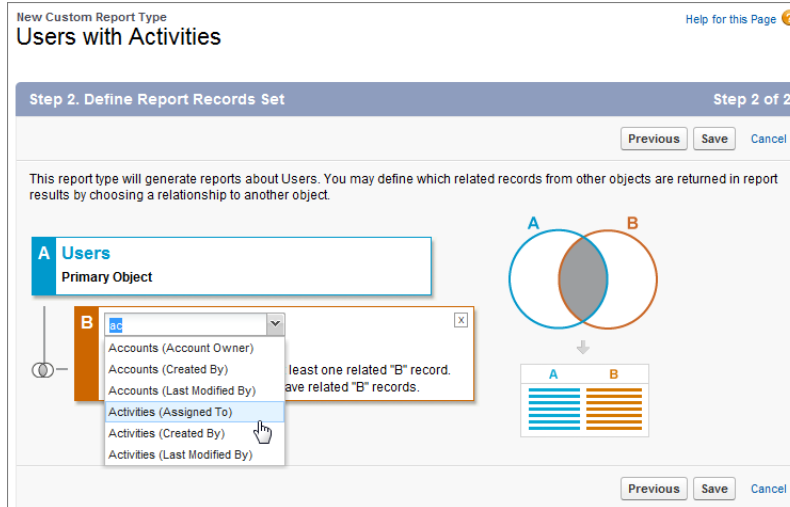 New Custom Report Type
Help for this Page
Users with Activities
Step 2. Define Report Records Set
Step 2 of 2
Previous
Save
Cancel
This report type will generate reports about Users. You may define which related records from other objects are returned in report
results by choosing a relationship to another object.
A
B
A Users
Primary Object
B
ac
x
Accounts (Account Owner)
Accounts (Created By)
least one related "B" record.
Accounts (Last Modified By)
ave related "B" records.
Activities (Assigned To)
Activities (Created By)
Activities (Last Modified By)
A
B
Previous
Save
Cancel